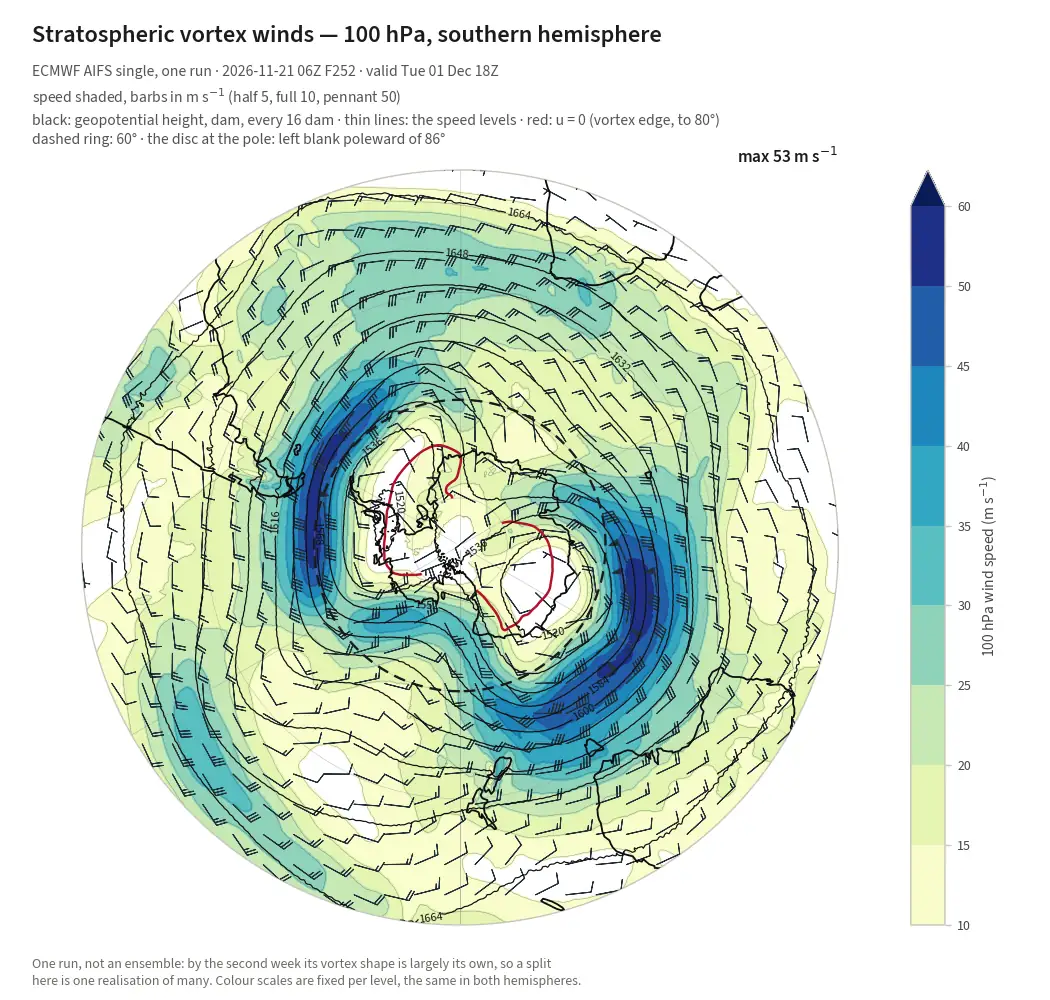 Stratospheric vortex winds — 100 hPa, southern hemisphere
ECMWF AIFS single, one run · 2026-11-21 06Z F252 · valid Tue 01 Dec 18Z
speed shaded, barbs in m s−1 (half 5, full 10, pennant 50)
black: geopotential height, dam, every 16 dam · thin lines: the speed levels · red: u = 0 (vortex edge, to 80°)
dashed ring: 60° · the disc at the pole: left blank poleward of 86°
max 53 m s−1
1664
1648
1632
1536
1520
1616
1536
1520
1584
1600
1664
60
50
45
40
35
30
25
20
15
10
100 hPa wind speed (m s−1)
One run, not an ensemble: by the second week its vortex shape is largely its own, so a split
here is one realisation of many. Colour scales are fixed per level, the same in both hemispheres.